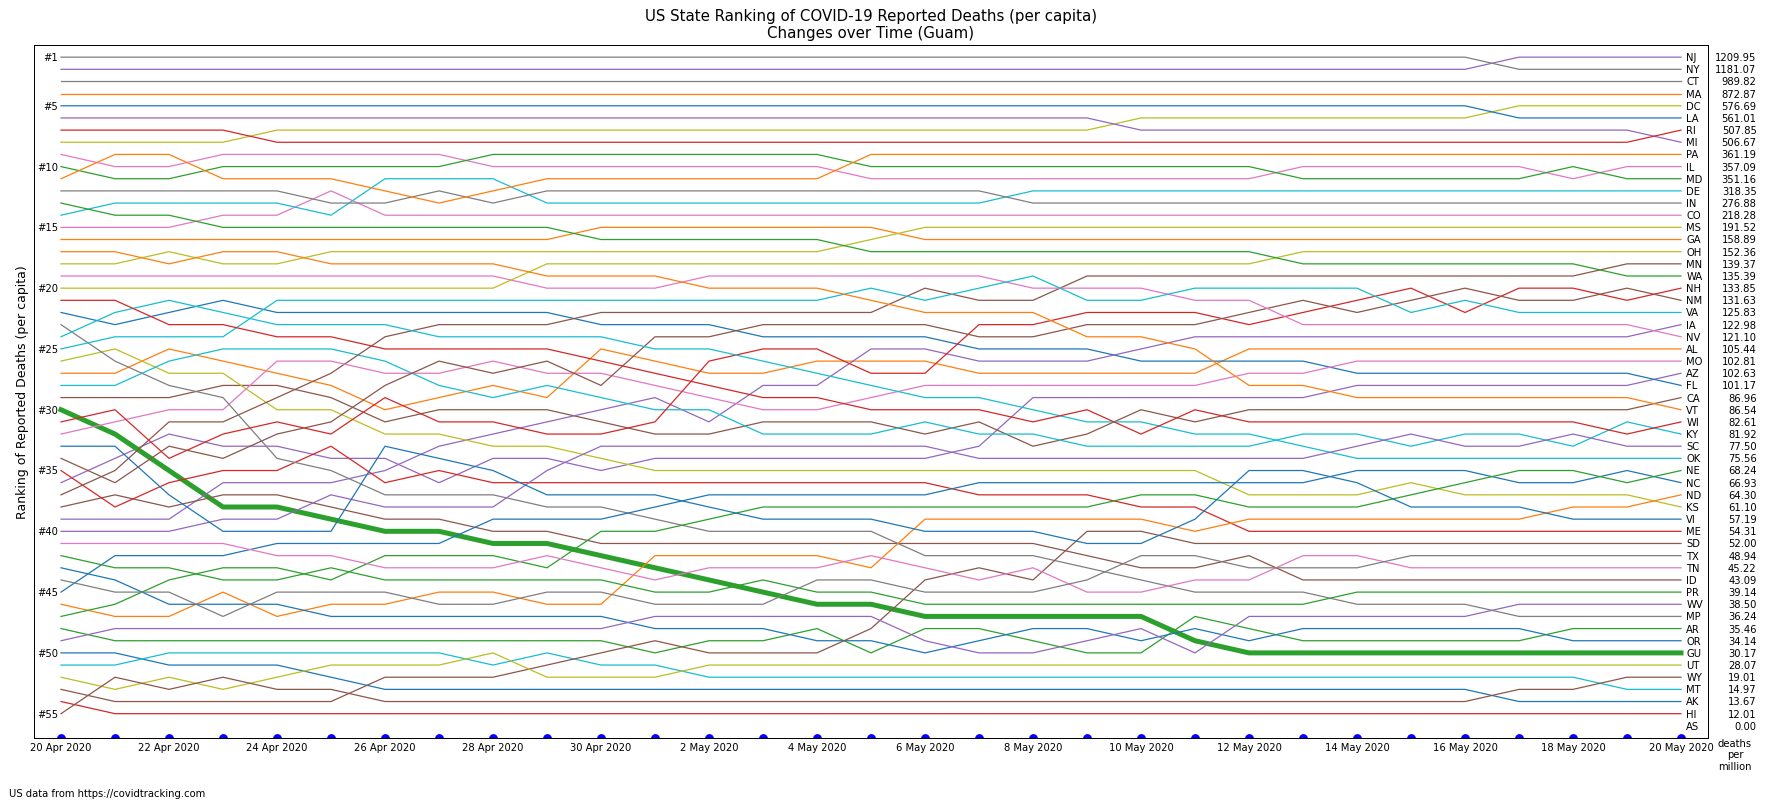 US State Ranking of COVID-19 Reported Deaths (per capita)
Changes over Time (Guam)
Ranking of Reported Deaths (per capita)
#1
#5
#10
#15
#20
#25
#30
#35
#40
#45
#50
#55
NJ 1209.95
NY 1181.07
CT 989.82
MA 872.87
DC 576.69
LA 561.01
RI 507.85
MI 506.67
PA 361.19
IL 357.09
MD 351.16
DE 318.35
IN 276.88
CO 218.28
MS 191.52
GA 158.89
OH 152.36
MN 139.37
WA 135.39
NH 133.85
NM 131.63
VA 125.83
IA 122.98
NV 121.10
AL 105.44
MO 102.81
AZ 102.63
FL 101.17
CA 86.96
VT 86.54
WI 82.61
KY 81.92
SC 77.50
OK 75.56
NE 68.24
NC 66.93
ND 64.30
KS 61.10
VI 57.19
ME 54.31
SD 52.00
TX 48.94
TN 45.22
ID 43.09
PR 39.14
WV 38.50
MP 36.24
AR 35.46
OR 34.14
GU 30.17
UT 28.07
WY 19.01
MT 14.97
AK 13.67
HI 12.01
AS 0.00
20 Apr 2020 22 Apr 2020 24 Apr 2020 26 Apr 2020 28 Apr 2020 30 Apr 2020 2 May 2020 4 May 2020 6 May 2020 8 May 2020 10 May 2020 12 May 2020 14 May 2020 16 May 2020 18 May 2020 20 May 2020
deaths
per
million
US data from https://covidtracking.com